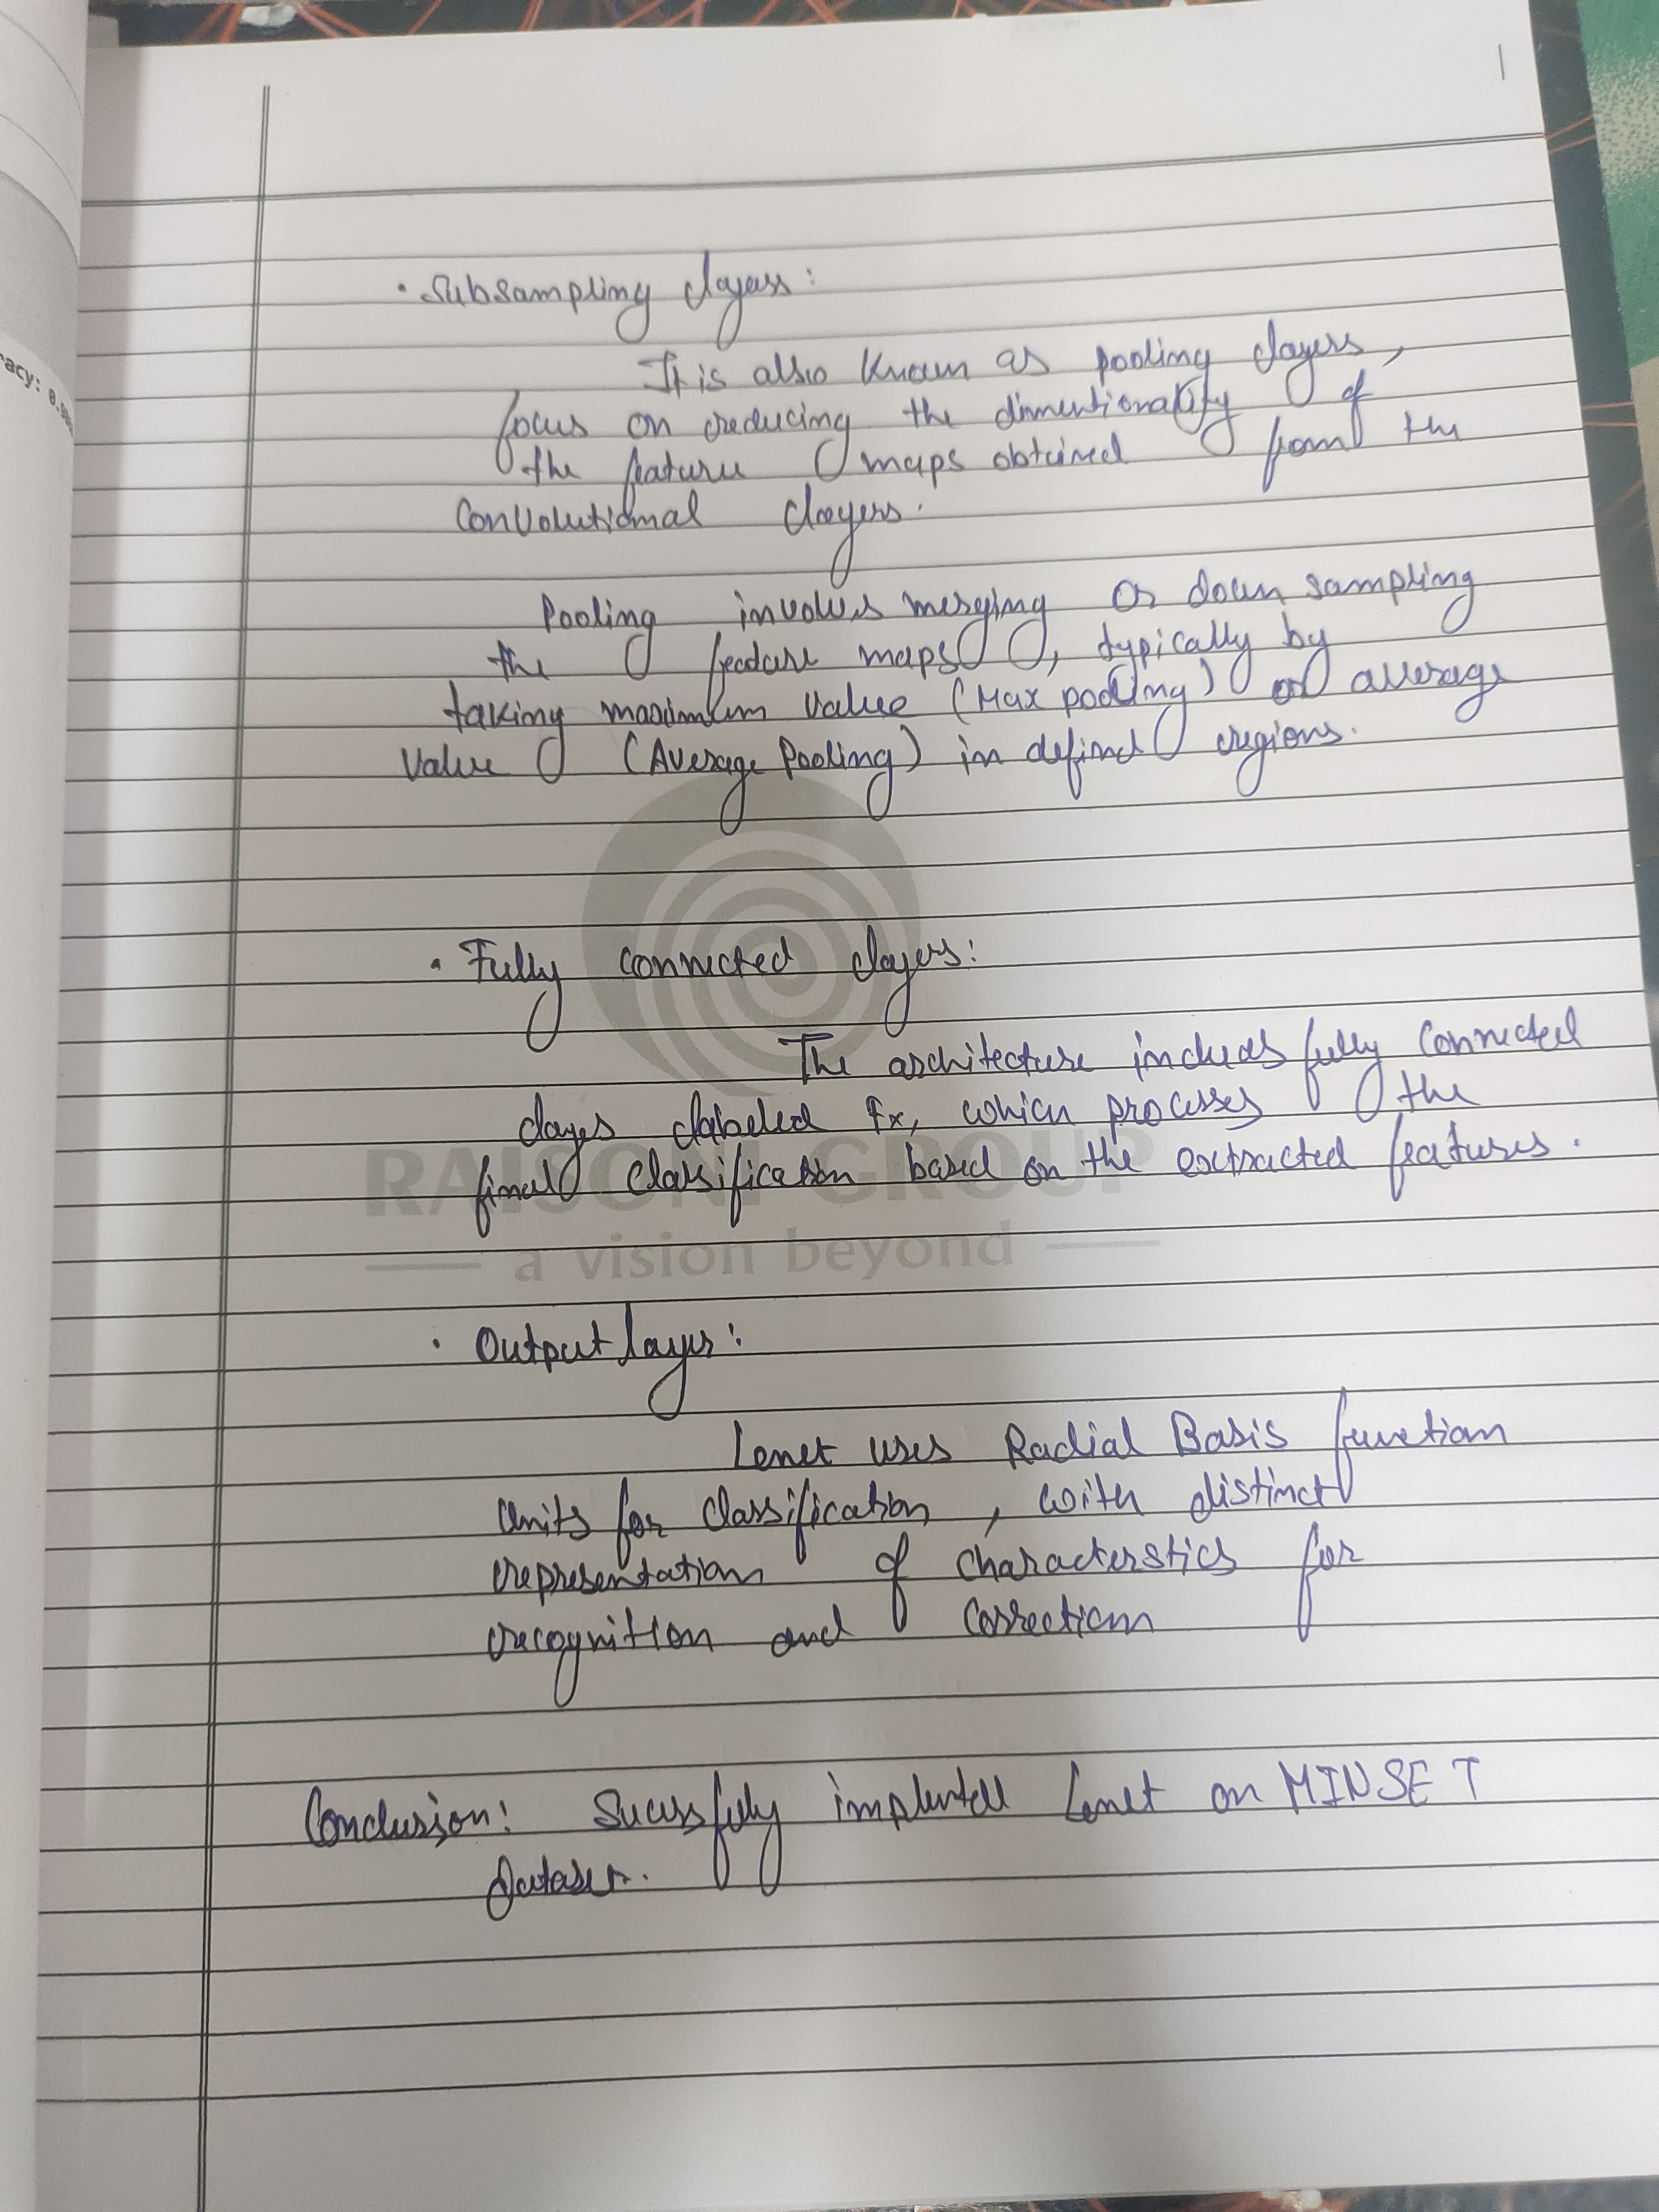 • Subsampling layers:
It is also known as pooling layers,
focus on reducing the dimentionality of
the feature maps obtained from the
Convolutional layers.
Pooling involves merging or down sampling
the feature maps, typically by
taking maximum value (Max pooling) or average
value (Average Pooling) in defined regions.
• Fully connected layers:
The architecture includes fully connected
layes labeled Fx, which processes the
final classification based on the extracted features.
RAISONI GROUP
a vision beyond
• Output layer:
Lenet uses Radial Basis function
units for classification, with distinct
representation of characterstics for
recognition and correction
Conclusion: Sucessfully Lenet on MINSET
Dataset.
acy: 0.